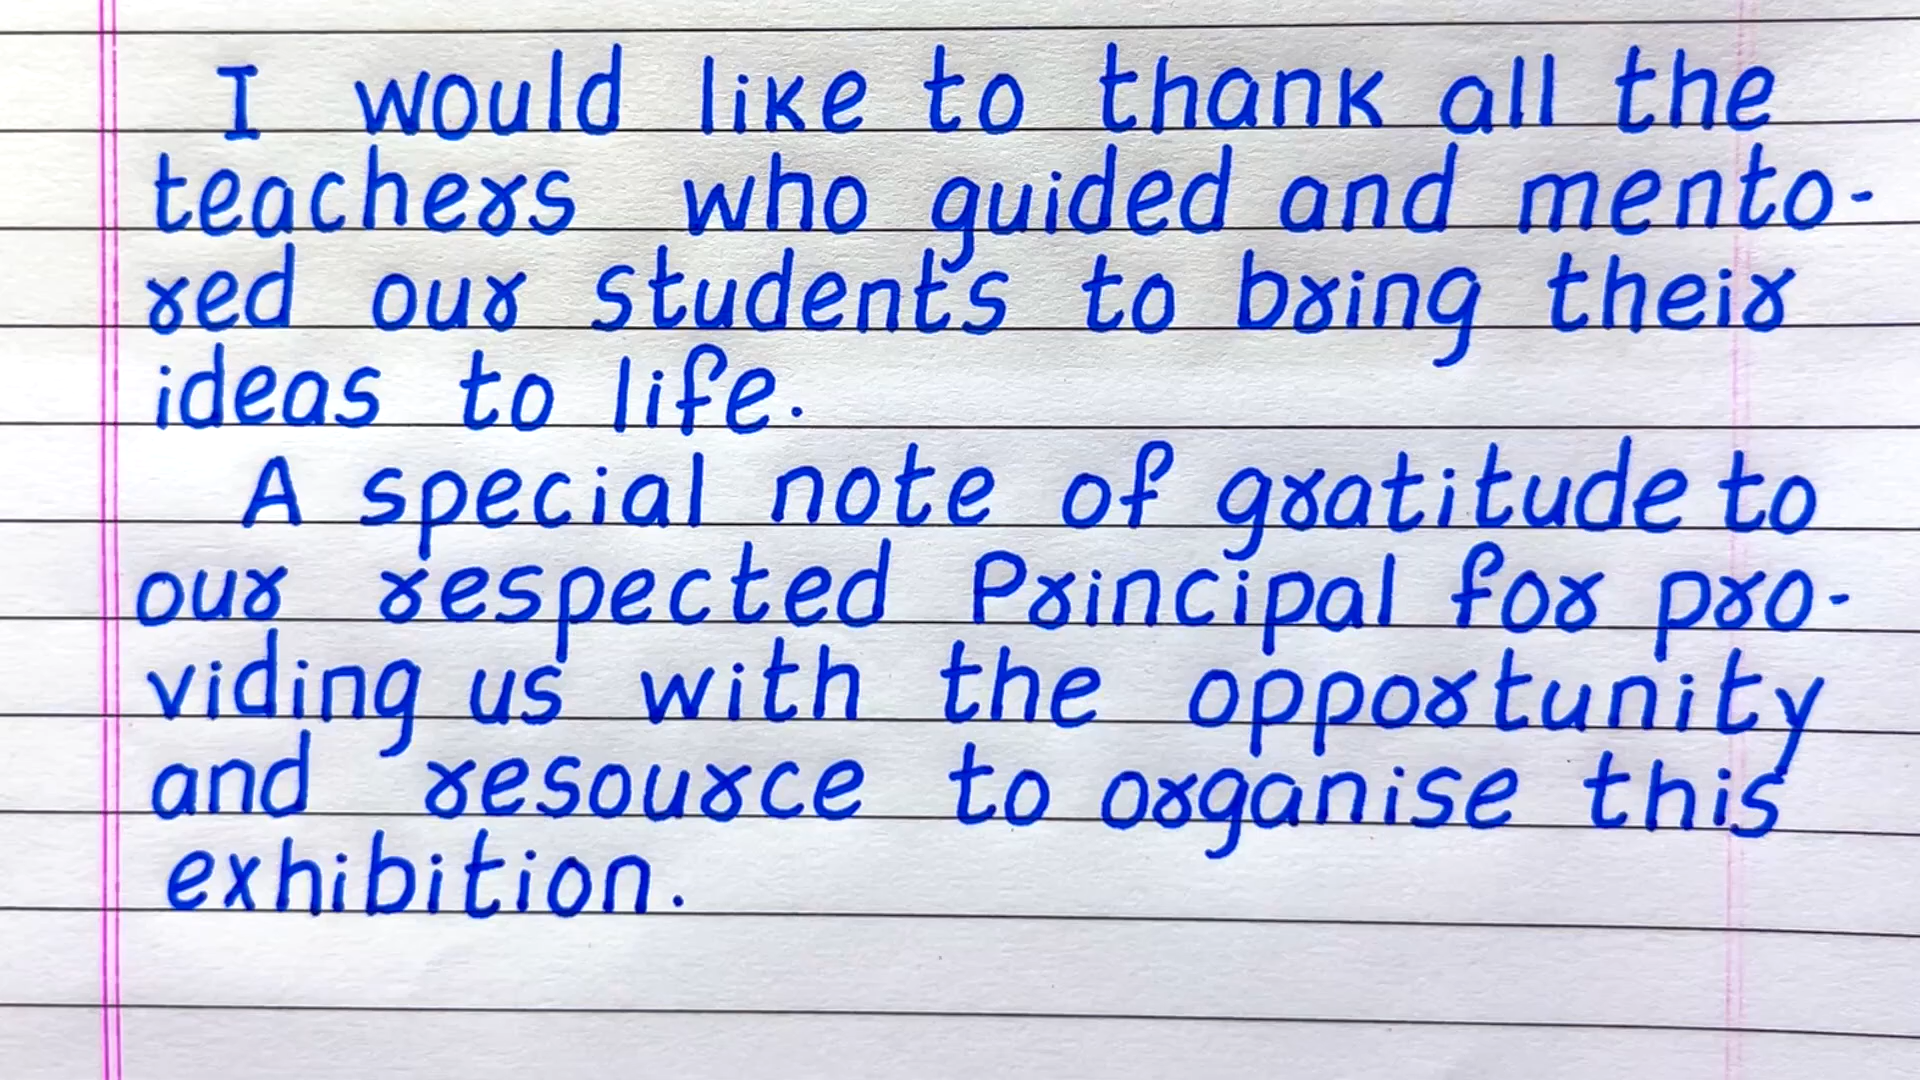 I would like to thank all the
teachers who guided and mento-
red our students to bring their
ideas to life.
A special note of gratitude to
our respected Principal for pro-
viding us with the opportunity
and resource to organise this
exhibition.